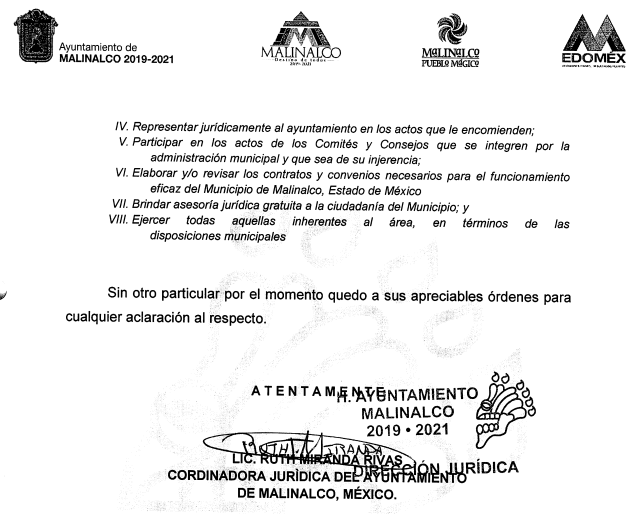 Ayuntamiento de
MALINALCO 2019-2021
MALINALCO
Destino de todos
2019-2021
MALINALCO
PUEBLO MÁGICO
EDOMÉX
IV. Representar jurídicamente al ayuntamiento en los actos que le encomienden;
V. Participar en los actos de los Comités y Consejos que se integren por la
administración municipal y que sea de su injerencia;
VI. Elaborar y/o revisar los contratos y convenios necesarios para el funcionamiento
eficaz del Municipio de Malinalco, Estado de México
VII. Brindar asesoría jurídica gratuita a la ciudadanía del Municipio; y
VIII. Ejercer todas aquellas inherentes al área, en términos de las
disposiciones municipales
Sin otro particular por el momento quedo a sus apreciables órdenes para
cualquier aclaración al respecto.
ATENTAMENTE
H. AYUNTAMIENTO
MALINALCO
2019 • 2021
RUTH MIRANDA
LIC. RUTH MIRANDA RIVAS
DIRECCIÓN JURÍDICA
CORDINADORA JURÌDICA DEL AYUNTAMIENTO
DE MALINALCO, MÉXICO.